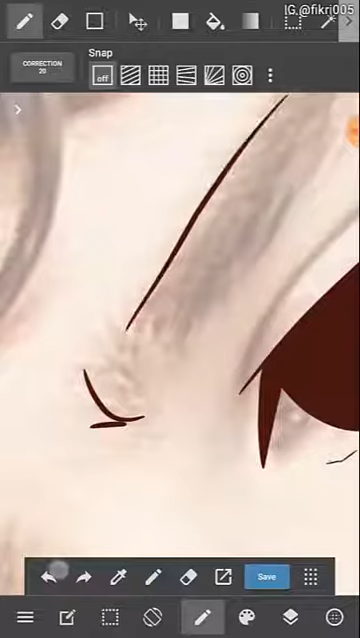 IG.@fikri005
Snap
CORRECTION
20
off
Save